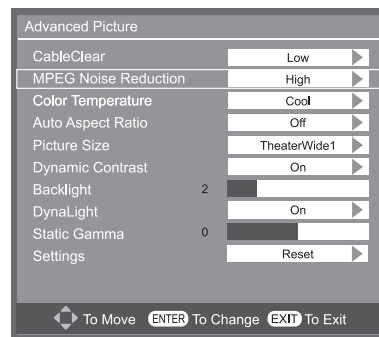 Advanced Picture
CableClear Low
MPEG Noise Reduction High
Color Temperature Cool
Auto Aspect Ratio Off
Picture Size TheaterWide1
Dynamic Contrast On
Backlight 2
DynaLight On
Static Gamma 0
Settings Reset
To Move ENTER To Change EXIT To Exit